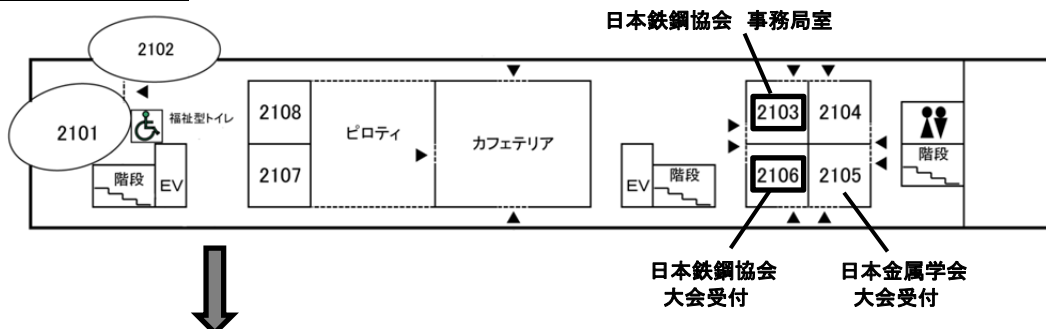 日本鉄鋼協会 事務局室
2102
2101
福祉型トイレ
階段
EV
2108
2107
ピロティ
カフェテリア
EV
階段
2103
2104
2106
2105
階段
日本鉄鋼協会
大会受付
日本金属学会
大会受付